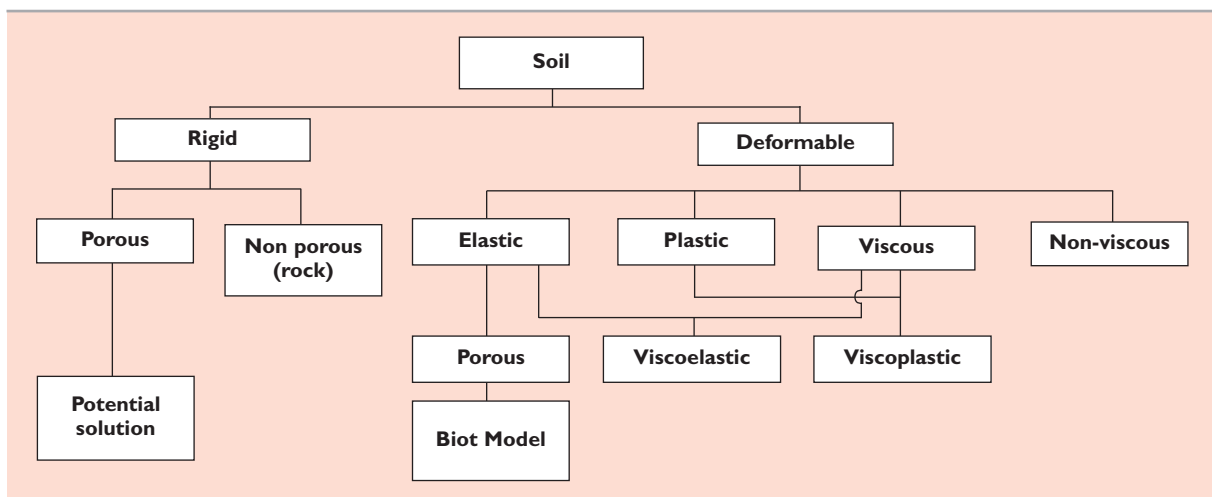 Soil
Rigid
Deformable
Porous
Non porous
(rock)
Elastic
Plastic
Viscous
Non-viscous
Porous
Viscoelastic
Viscoplastic
Potential
solution
Biot Model